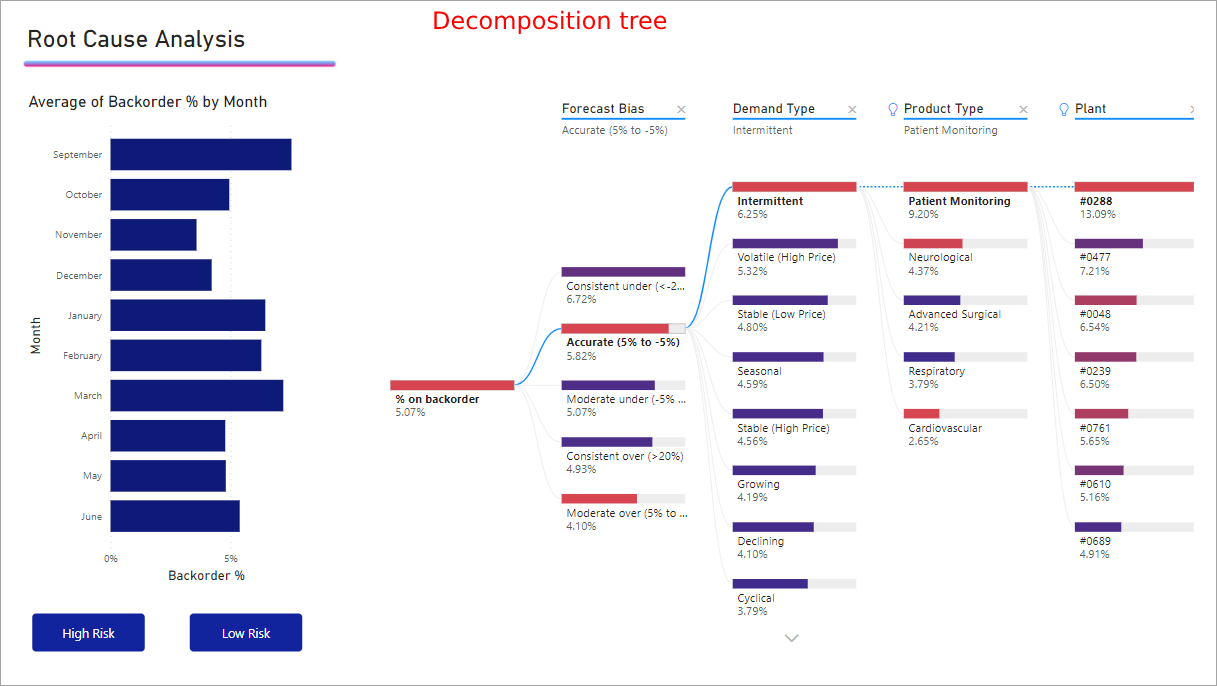 Decomposition tree
Root Cause Analysis
Average of Backorder % by Month
September
October
November
December
January
February
March
April
May
June
Month
0%
5%
Backorder %
High Risk
Low Risk
% on backorder
5.07%
Forecast Bias
Accurate (5% to -5%)
Consistent under (<-2...
6.72%
Accurate (5% to -5%)
5.82%
Moderate under (-5% ...
5.07%
Consistent over (>20%)
4.93%
Moderate over (5% to ...
4.10%
Demand Type
Intermittent
Intermittent
6.25%
Volatile (High Price)
5.32%
Stable (Low Price)
4.80%
Seasonal
4.59%
Stable (High Price)
4.56%
Growing
4.19%
Declining
4.10%
Cyclical
3.79%
Product Type
Patient Monitoring
Patient Monitoring
9.20%
Neurological
4.37%
Advanced Surgical
4.21%
Respiratory
3.79%
Cardiovascular
2.65%
Plant
#0288
13.09%
#0477
7.21%
#0048
6.54%
#0239
6.50%
#0761
5.65%
#0610
5.16%
#0689
4.91%